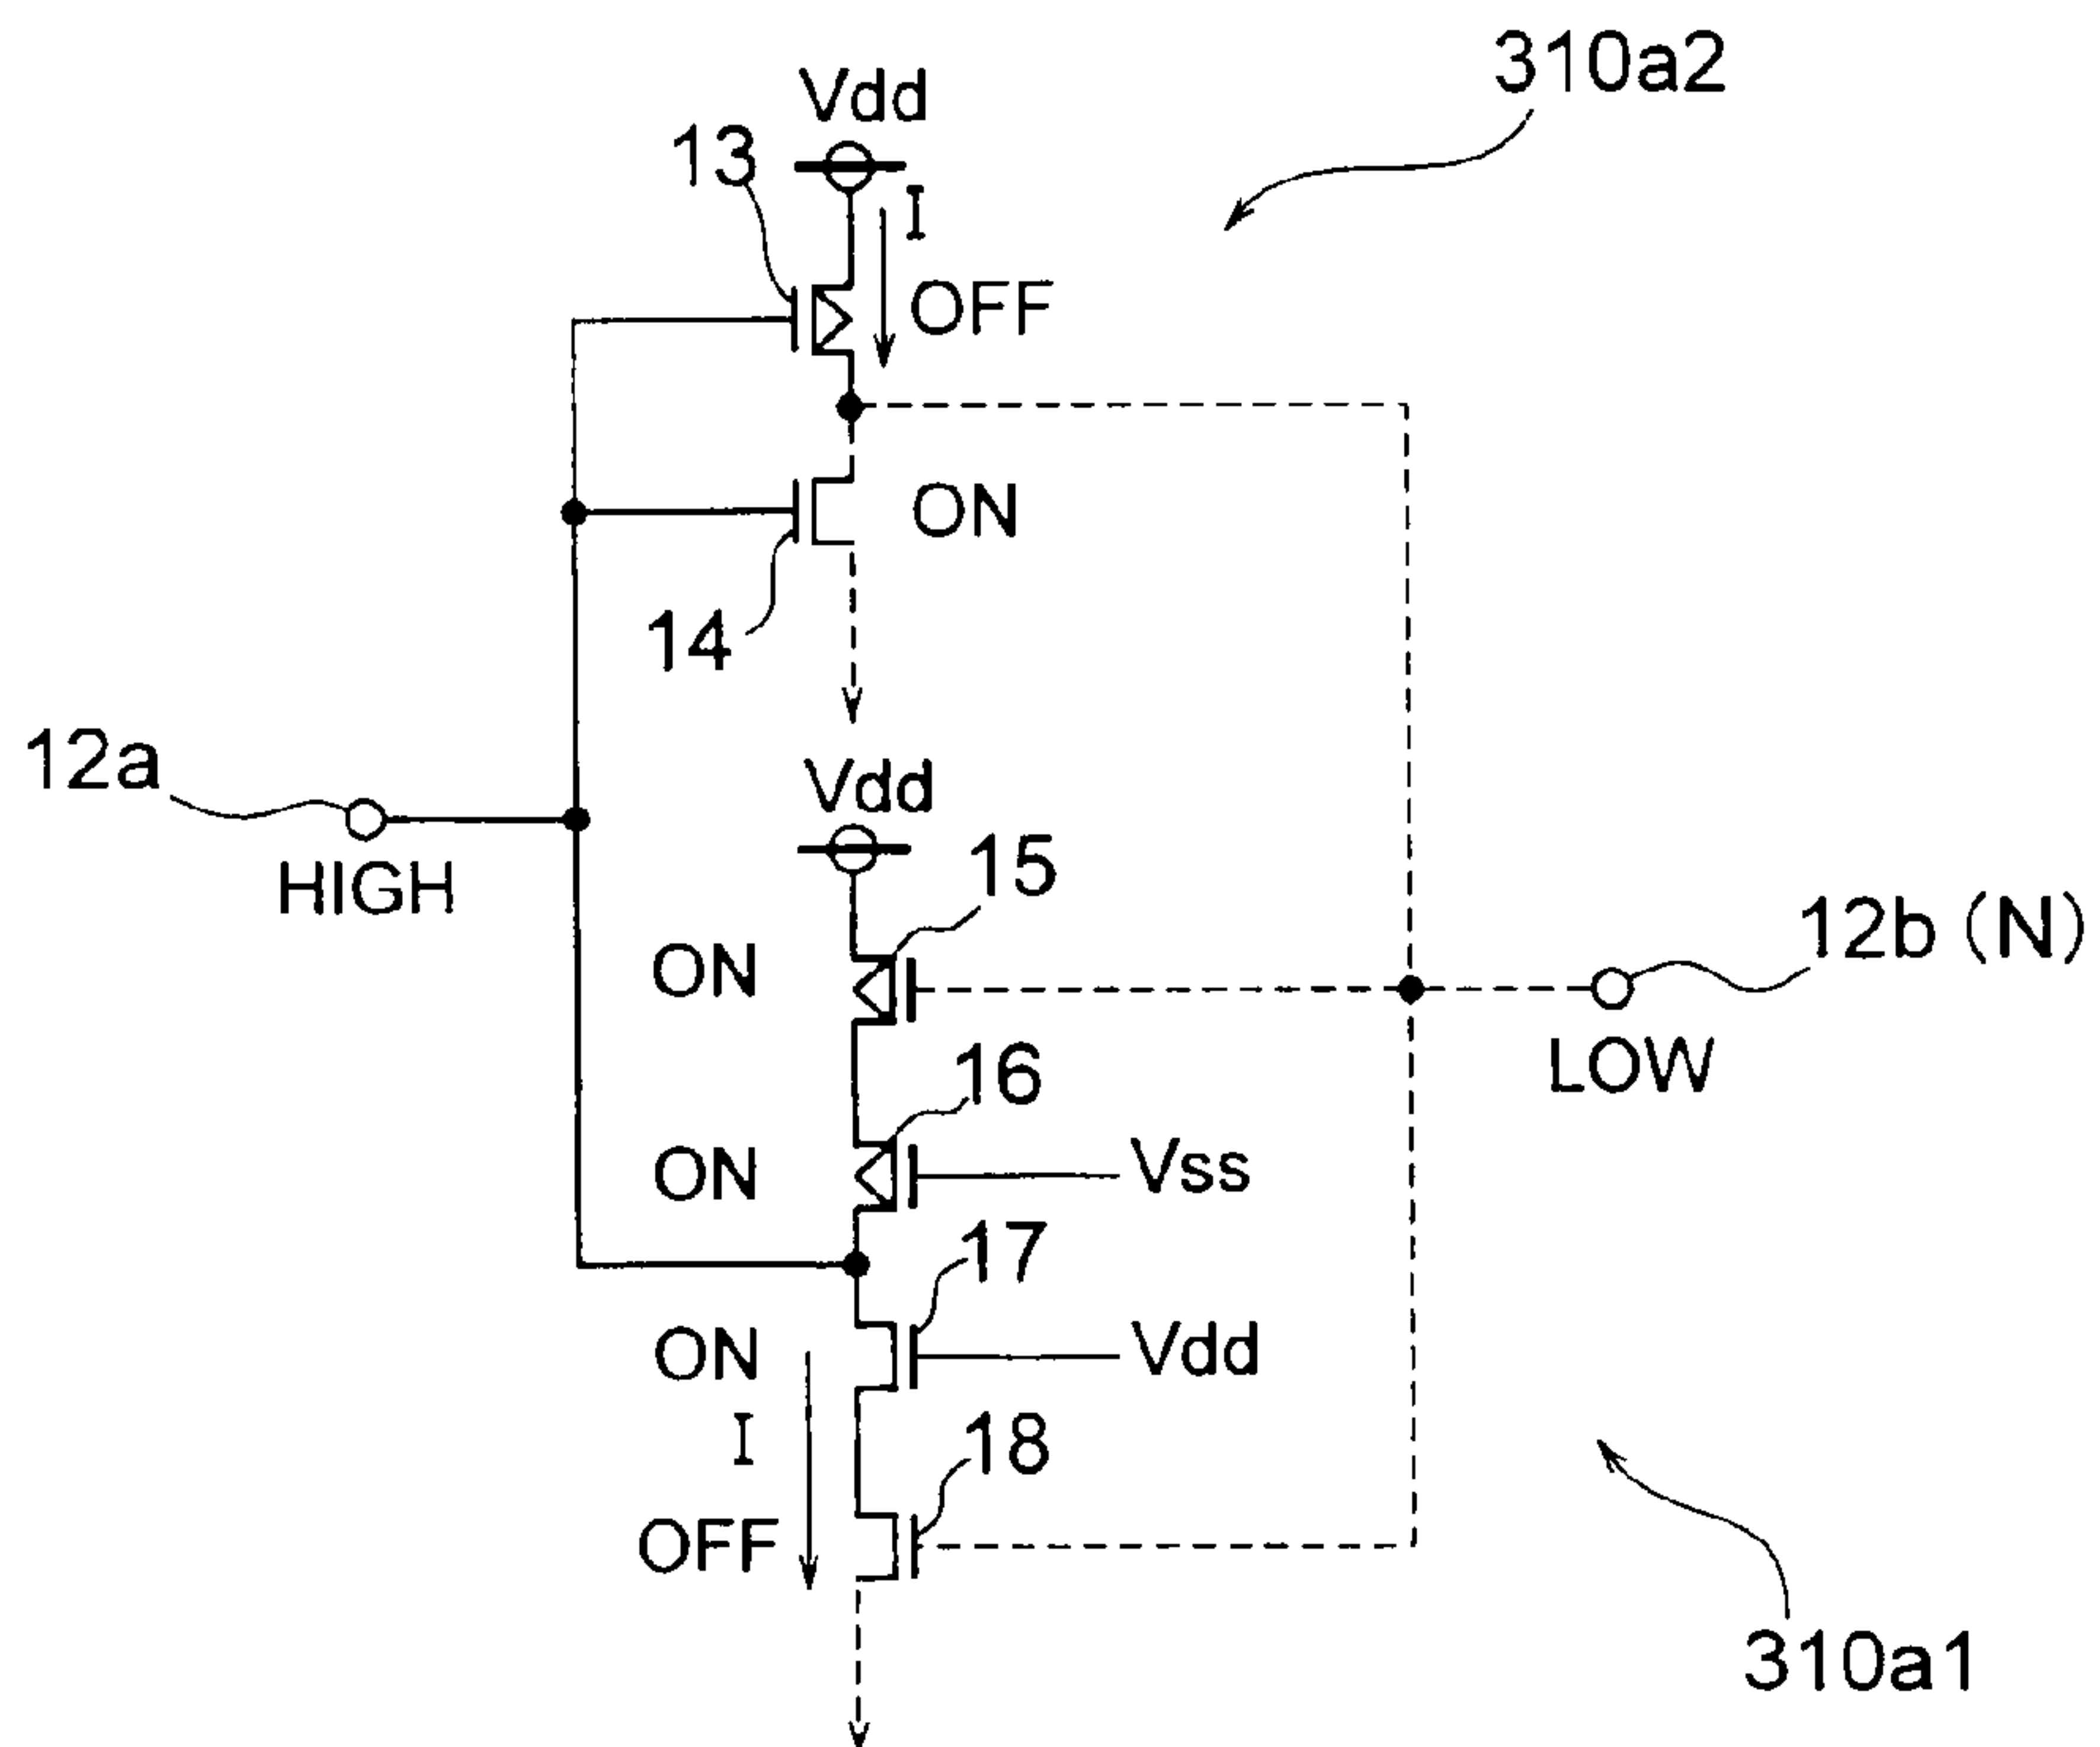 310a2
Vdd
13
I
OFF
ON
14
12a
Vdd
15
HIGH
12b (N)
ON
LOW
16
ON
Vss
17
ON
Vdd
I
18
OFF
310a1